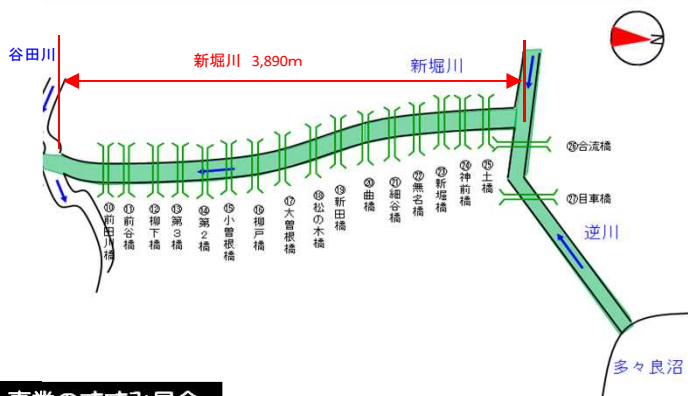 谷田川
新堀川 3,890m
新堀川
N
㉖合流橋
㉗目車橋
⑩前田川橋
⑪前谷橋
⑫柳下橋
⑬第3橋
⑭第2橋
⑮小曽根橋
⑯柳戸橋
⑰大曽根橋
⑱松の木橋
⑲新田橋
⑳曲橋
㉑細谷橋
㉒無名橋
㉓新堀橋
㉔神前橋
㉕土橋
逆川
多々良沼